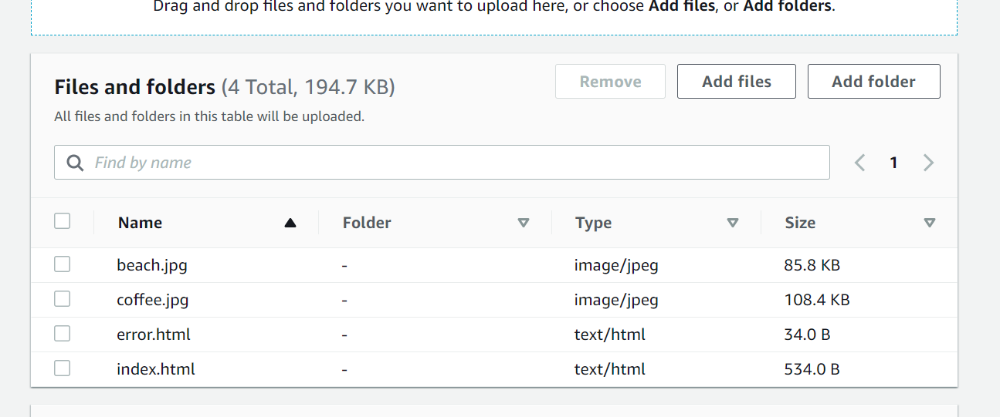 Drag and drop files and folders you want to upload here, or choose Add files, or Add folders.
Files and folders (4 Total, 194.7 KB)
Remove
Add files
Add folder
All files and folders in this table will be uploaded.
Find by name
1
Name Folder Type Size
beach.jpg - image/jpeg 85.8 KB
coffee.jpg - image/jpeg 108.4 KB
error.html - text/html 34.0 B
index.html - text/html 534.0 B